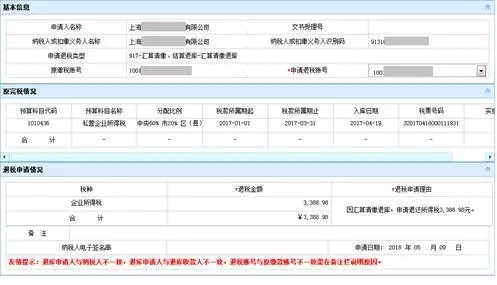 基本信息
申请人名称 上海 有限公司 文书受理号
纳税人或扣缴义务人名称 上海 有限公司 纳税人或扣缴义务人识别码 9131
申请退税类型 917-汇算清缴、结算退库-汇算清缴退库
原缴税账号 1001 *申请退税账号 100
原完税情况
预算科目代码 预算科目名称 分配比例 税款所属期起 税款所属期止 入库日期 税票号码 实
1010436 私营企业所得税 中央60% 市20% 区（县） 2017-01-01 2017-03-31 2017-04-19 320170416000111931
合 计 - - - - - -
退税申请情况
税种 *退税金额 *退税申请理由
企业所得税 3,388.98 因汇算清缴退库，申请退还所得税3,388.98元。
合 计 ￥3,388.98
备 注
纳税人电子签名串 申请日期：2018 年 05 月 09 日
友情提示：退库申请人与纳税人不一致，退库申请人与退库收款人不一致，退税账号与原缴款账号不一致需在备注栏说明原因。